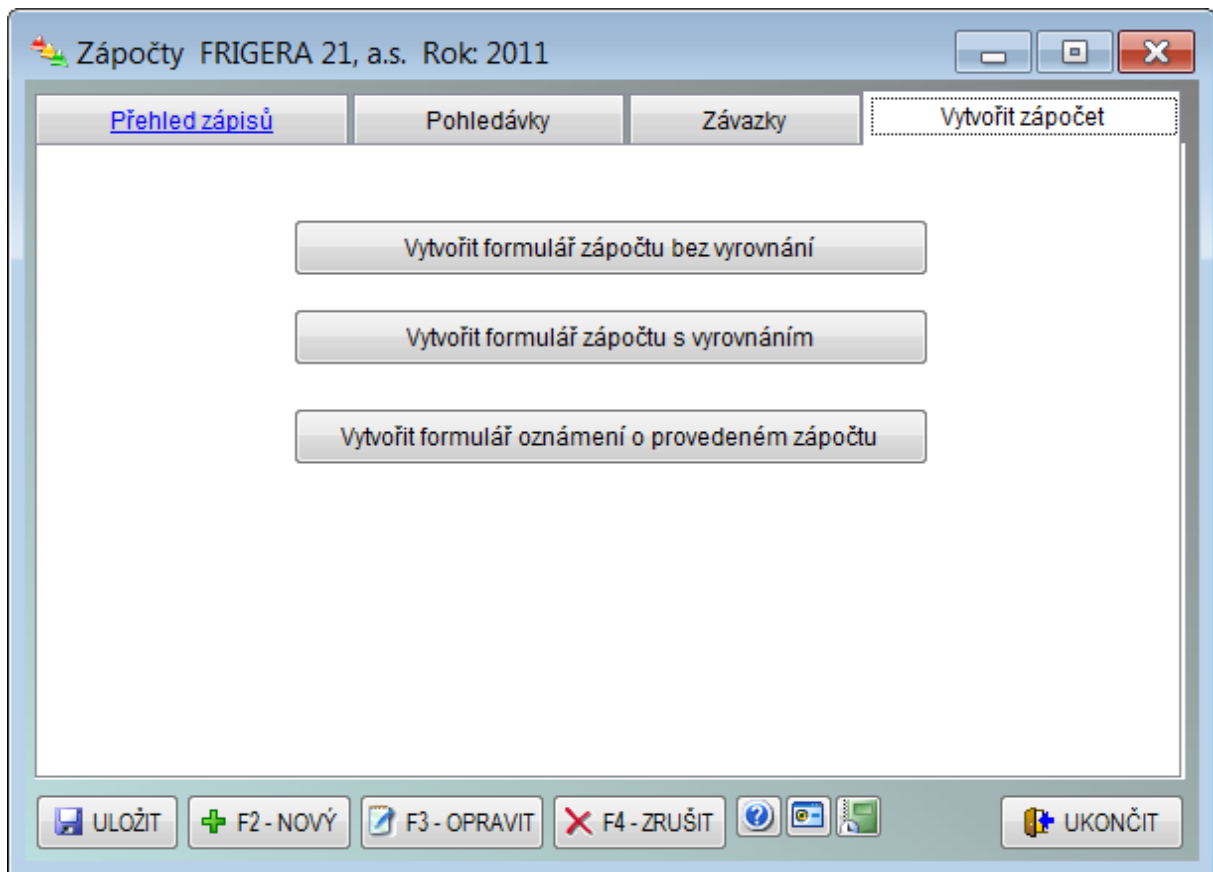 Zápočty FRIGERA 21, a.s. Rok: 2011
Přehled zápisů
Pohledávky
Závazky
Vytvořit zápočet
Vytvořit formulář zápočtu bez vyrovnání
Vytvořit formulář zápočtu s vyrovnáním
Vytvořit formulář oznámení o provedeném zápočtu
ULOŽIT
F2 - NOVÝ
F3 - OPRAVIT
F4 - ZRUŠIT
UKONČIT